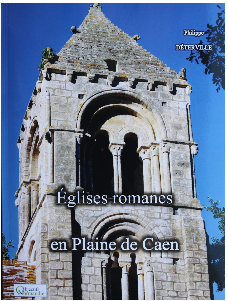 Philippe
DÉTERVILLE
Églises romanes
en Plaine de Caen